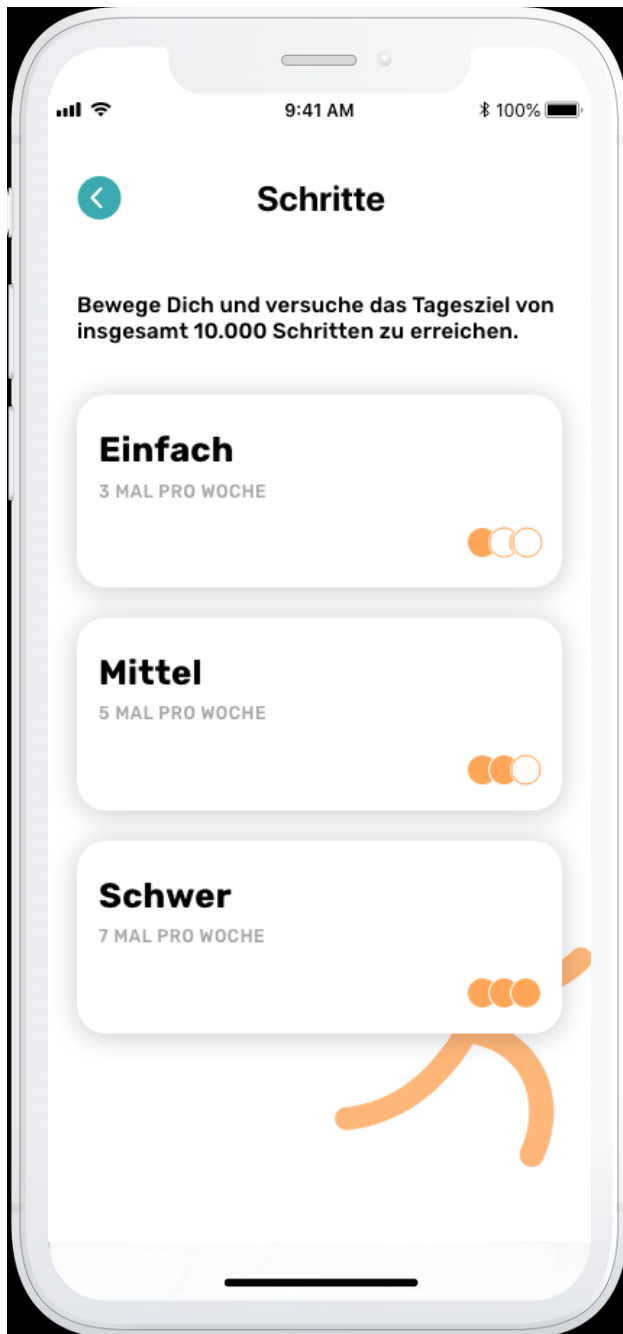 9:41 AM 100%
Schritte
Bewege Dich und versuche das Tagesziel von
insgesamt 10.000 Schritten zu erreichen.
Einfach
3 MAL PRO WOCHE
Mittel
5 MAL PRO WOCHE
Schwer
7 MAL PRO WOCHE